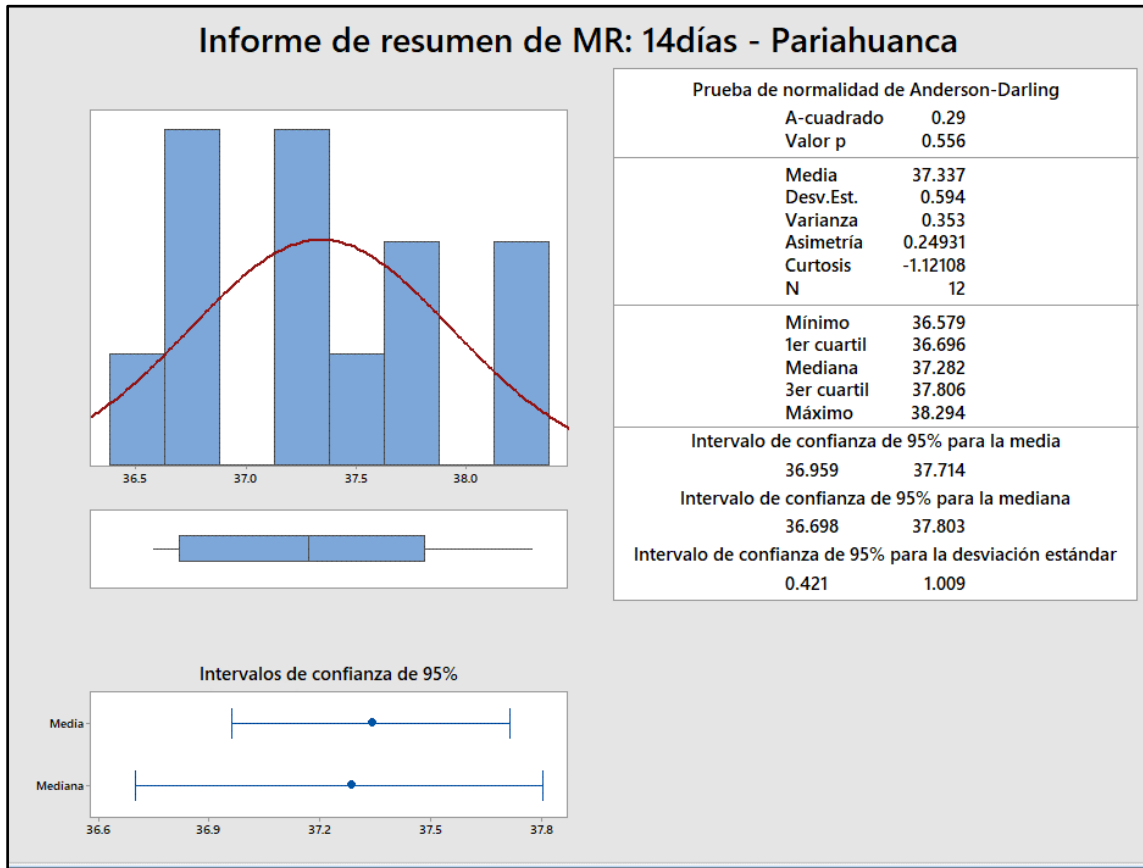 Informe de resumen de MR: 14días - Pariahuanca
Prueba de normalidad de Anderson-Darling
A-cuadrado 0.29
Valor p 0.556
Media 37.337
Desv.Est. 0.594
Varianza 0.353
Asimetría 0.24931
Curtosis -1.12108
N 12
Mínimo 36.579
1er cuartil 36.696
Mediana 37.282
3er cuartil 37.806
Máximo 38.294
Intervalo de confianza de 95% para la media
36.959 37.714
Intervalo de confianza de 95% para la mediana
36.698 37.803
Intervalo de confianza de 95% para la desviación estándar
0.421 1.009
36.5 37.0 37.5 38.0
Intervalos de confianza de 95%
Media
Mediana
36.6 36.9 37.2 37.5 37.8